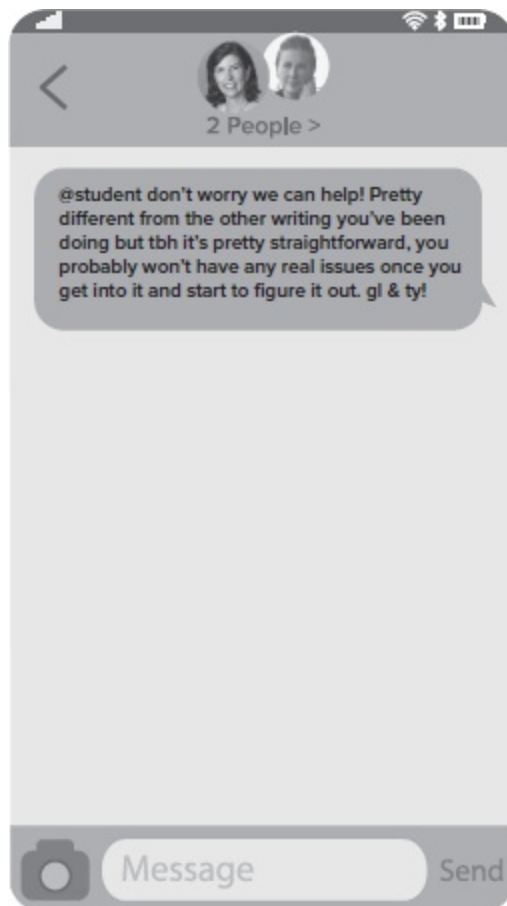 2 People >
@student don’t worry we can help! Pretty
different from the other writing you’ve been
doing but tbh it’s pretty straightforward, you
probably won’t have any real issues once you
get into it and start to figure it out. gl & ty!
Message
Send